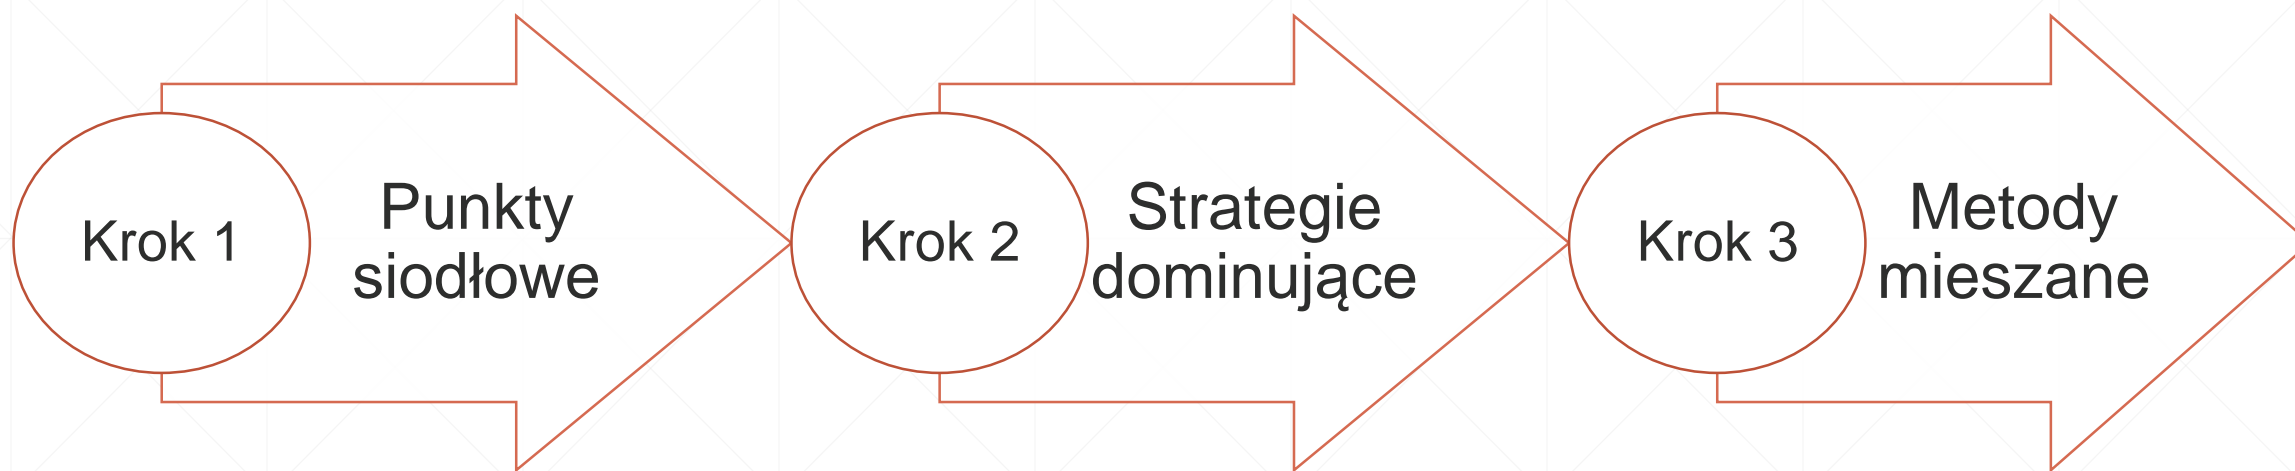 Krok 1
Punkty
siodłowe
Krok 2
Strategie
dominujące
Krok 3
Metody
mieszane